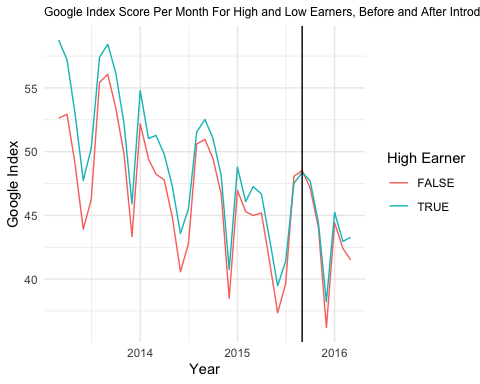 Google Index Score Per Month For High and Low Earners, Before and After Introd
55
50
45
40
Google Index
2014
2015
2016
Year
High Earner
FALSE
TRUE